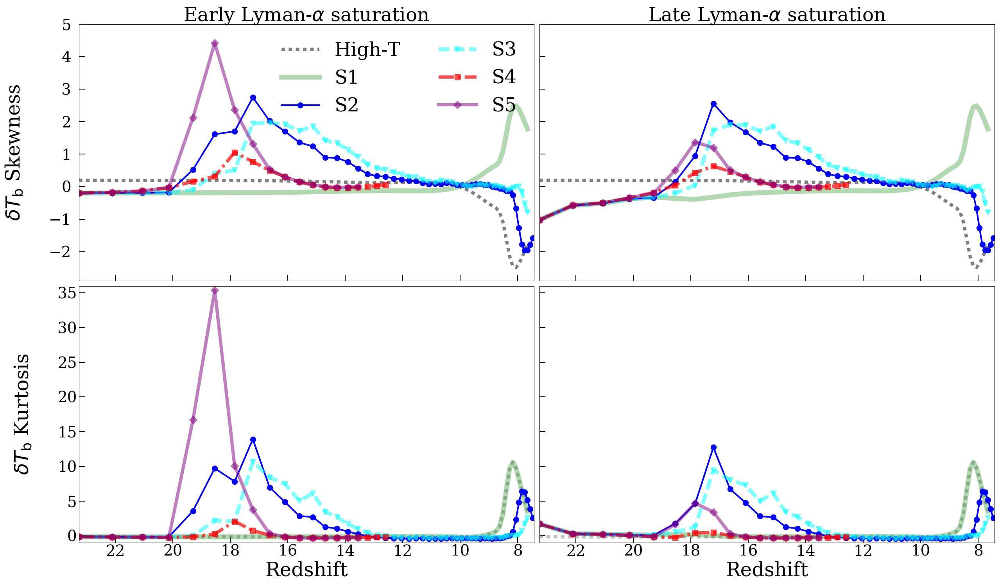 Early Lyman-α saturation
Late Lyman-α saturation
5
4
3
2
1
0
−1
−2
δT_b Skewness
High-T
S1
S2
S3
S4
S5
35
30
25
20
15
10
5
0
δT_b Kurtosis
22 20 18 16 14 12 10 8
22 20 18 16 14 12 10 8
Redshift
Redshift